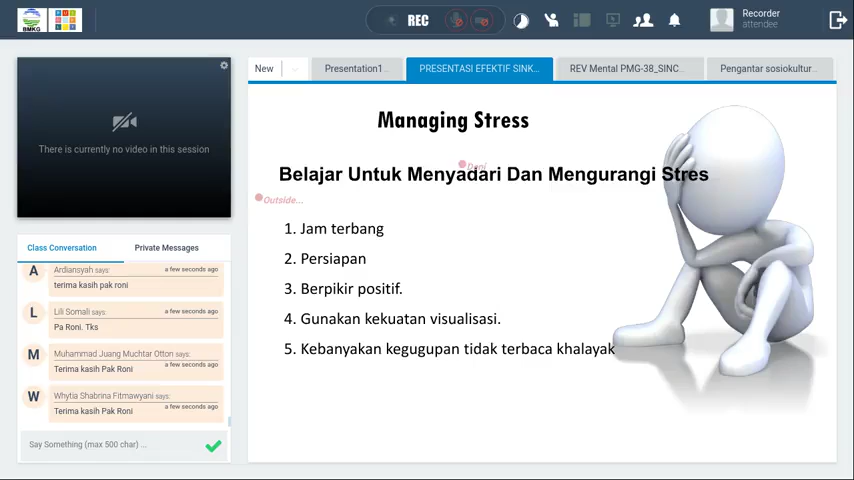 BMKG
REC
Recorder
attendee
There is currently no video in this session
New
Presentation1...
PRESENTASI EFEKTIF SINK...
REV Mental PMG-38_SINC...
Pengantar sosiokultur...
Managing Stress
Belajar Untuk Menyadari Dan Mengurangi Stres
Outside...
1. Jam terbang
2. Persiapan
3. Berpikir positif.
4. Gunakan kekuatan visualisasi.
5. Kebanyakan kegugupan tidak terbaca khalayak
Class Conversation
Private Messages
A
Ardiansyah says:
a few seconds ago
terima kasih pak roni
L
Lili Somali says:
a few seconds ago
Pa Roni. Tks
M
Muhammad Juang Muchtar Otton says:
a few seconds ago
Terima kasih Pak Roni
W
Whytia Shabrina Fitmawyani says:
a few seconds ago
Terima kasih Pak Roni
Say Something (max 500 char) ...